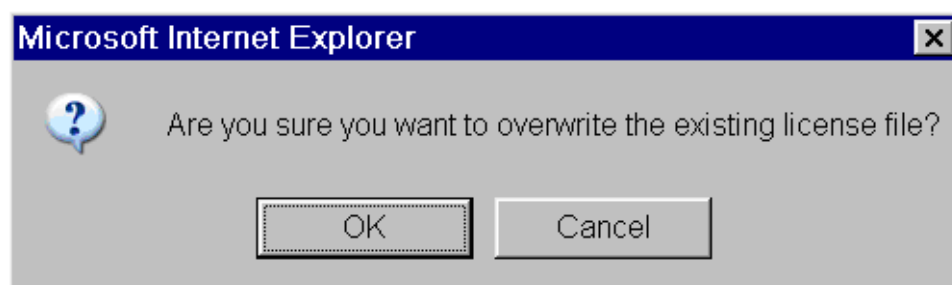 Microsoft Internet Explorer
Are you sure you want to overwrite the existing license file?
OK Cancel